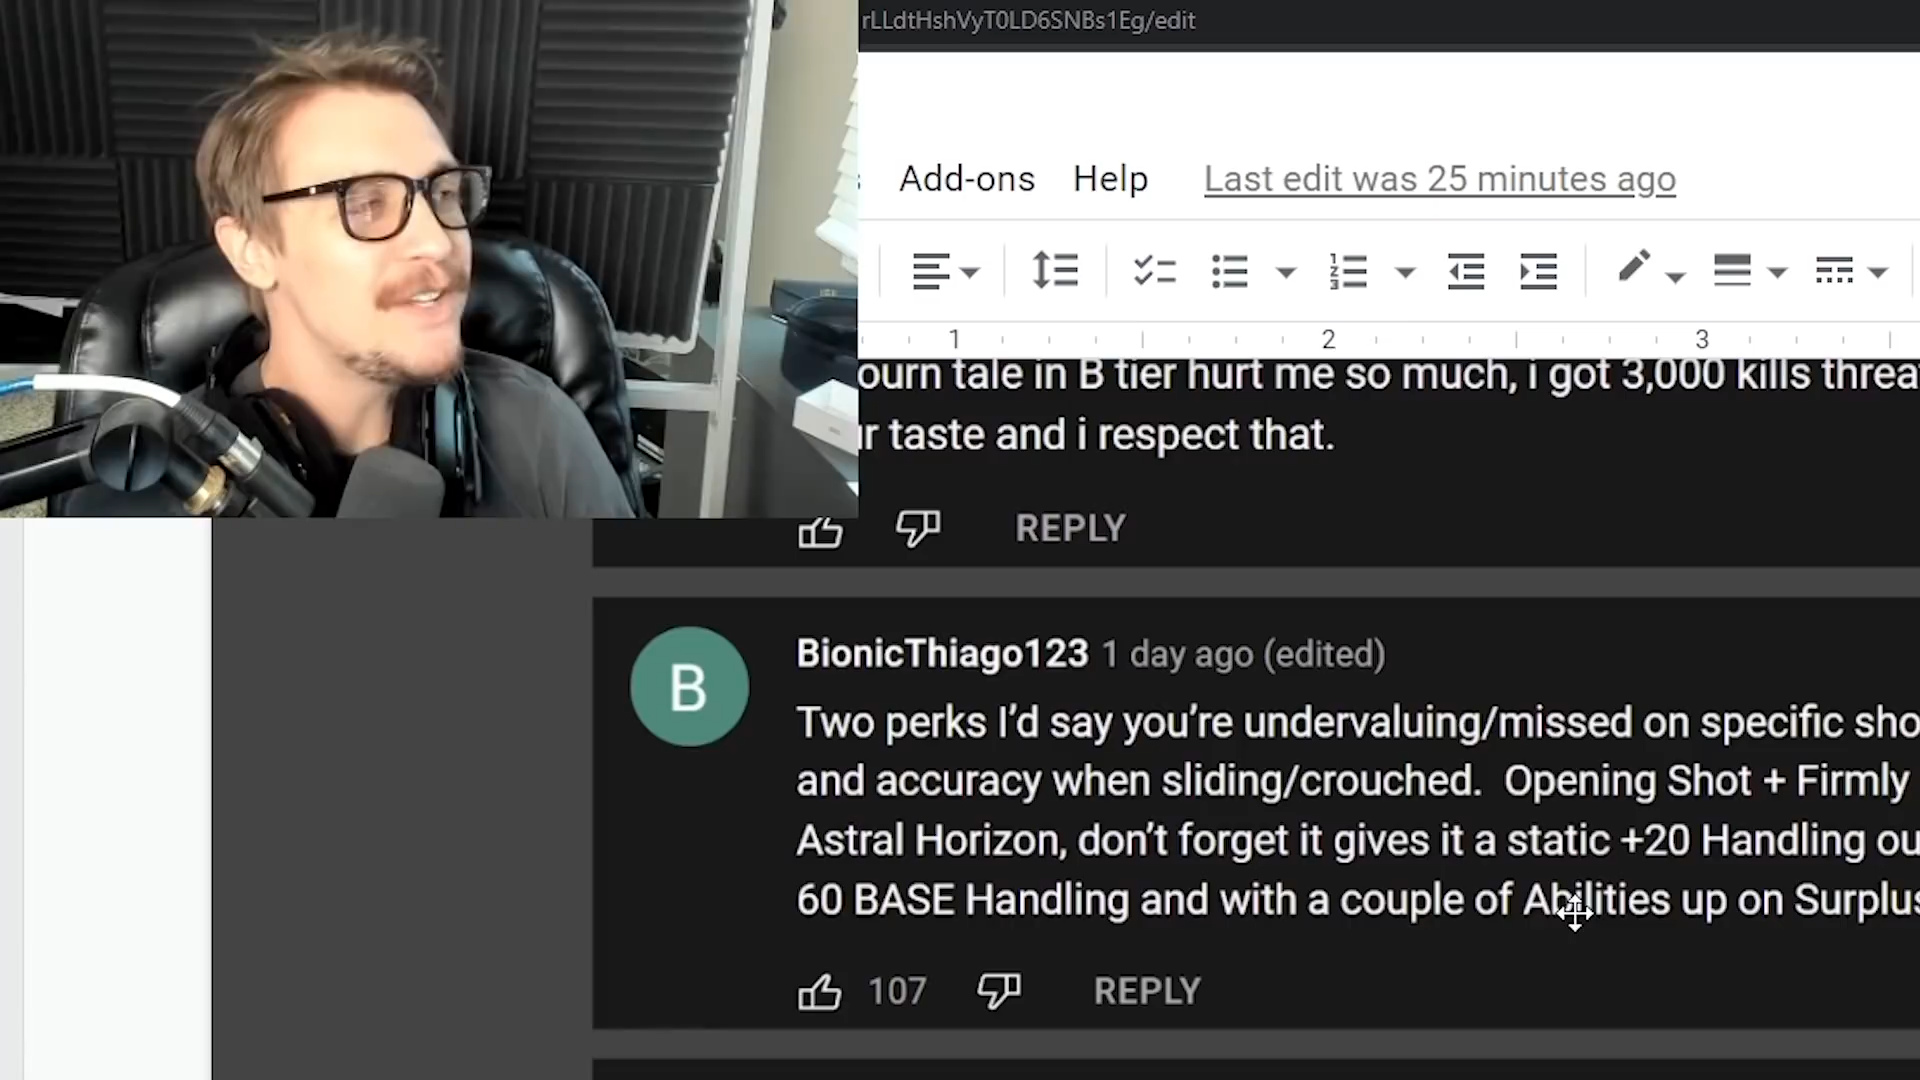 rLLdtHshVyT0LD6SNBs1Eg/edit
Add-ons Help Last edit was 25 minutes ago
1 2 3
ourn tale in B tier hurt me so much, i got 3,000 kills threa
r taste and i respect that.
REPLY
B
BionicThiago123 1 day ago (edited)
Two perks I’d say you’re undervaluing/missed on specific sho
and accuracy when sliding/crouched. Opening Shot + Firmly
Astral Horizon, don’t forget it gives it a static +20 Handling ou
60 BASE Handling and with a couple of Abilities up on Surplus
107 REPLY